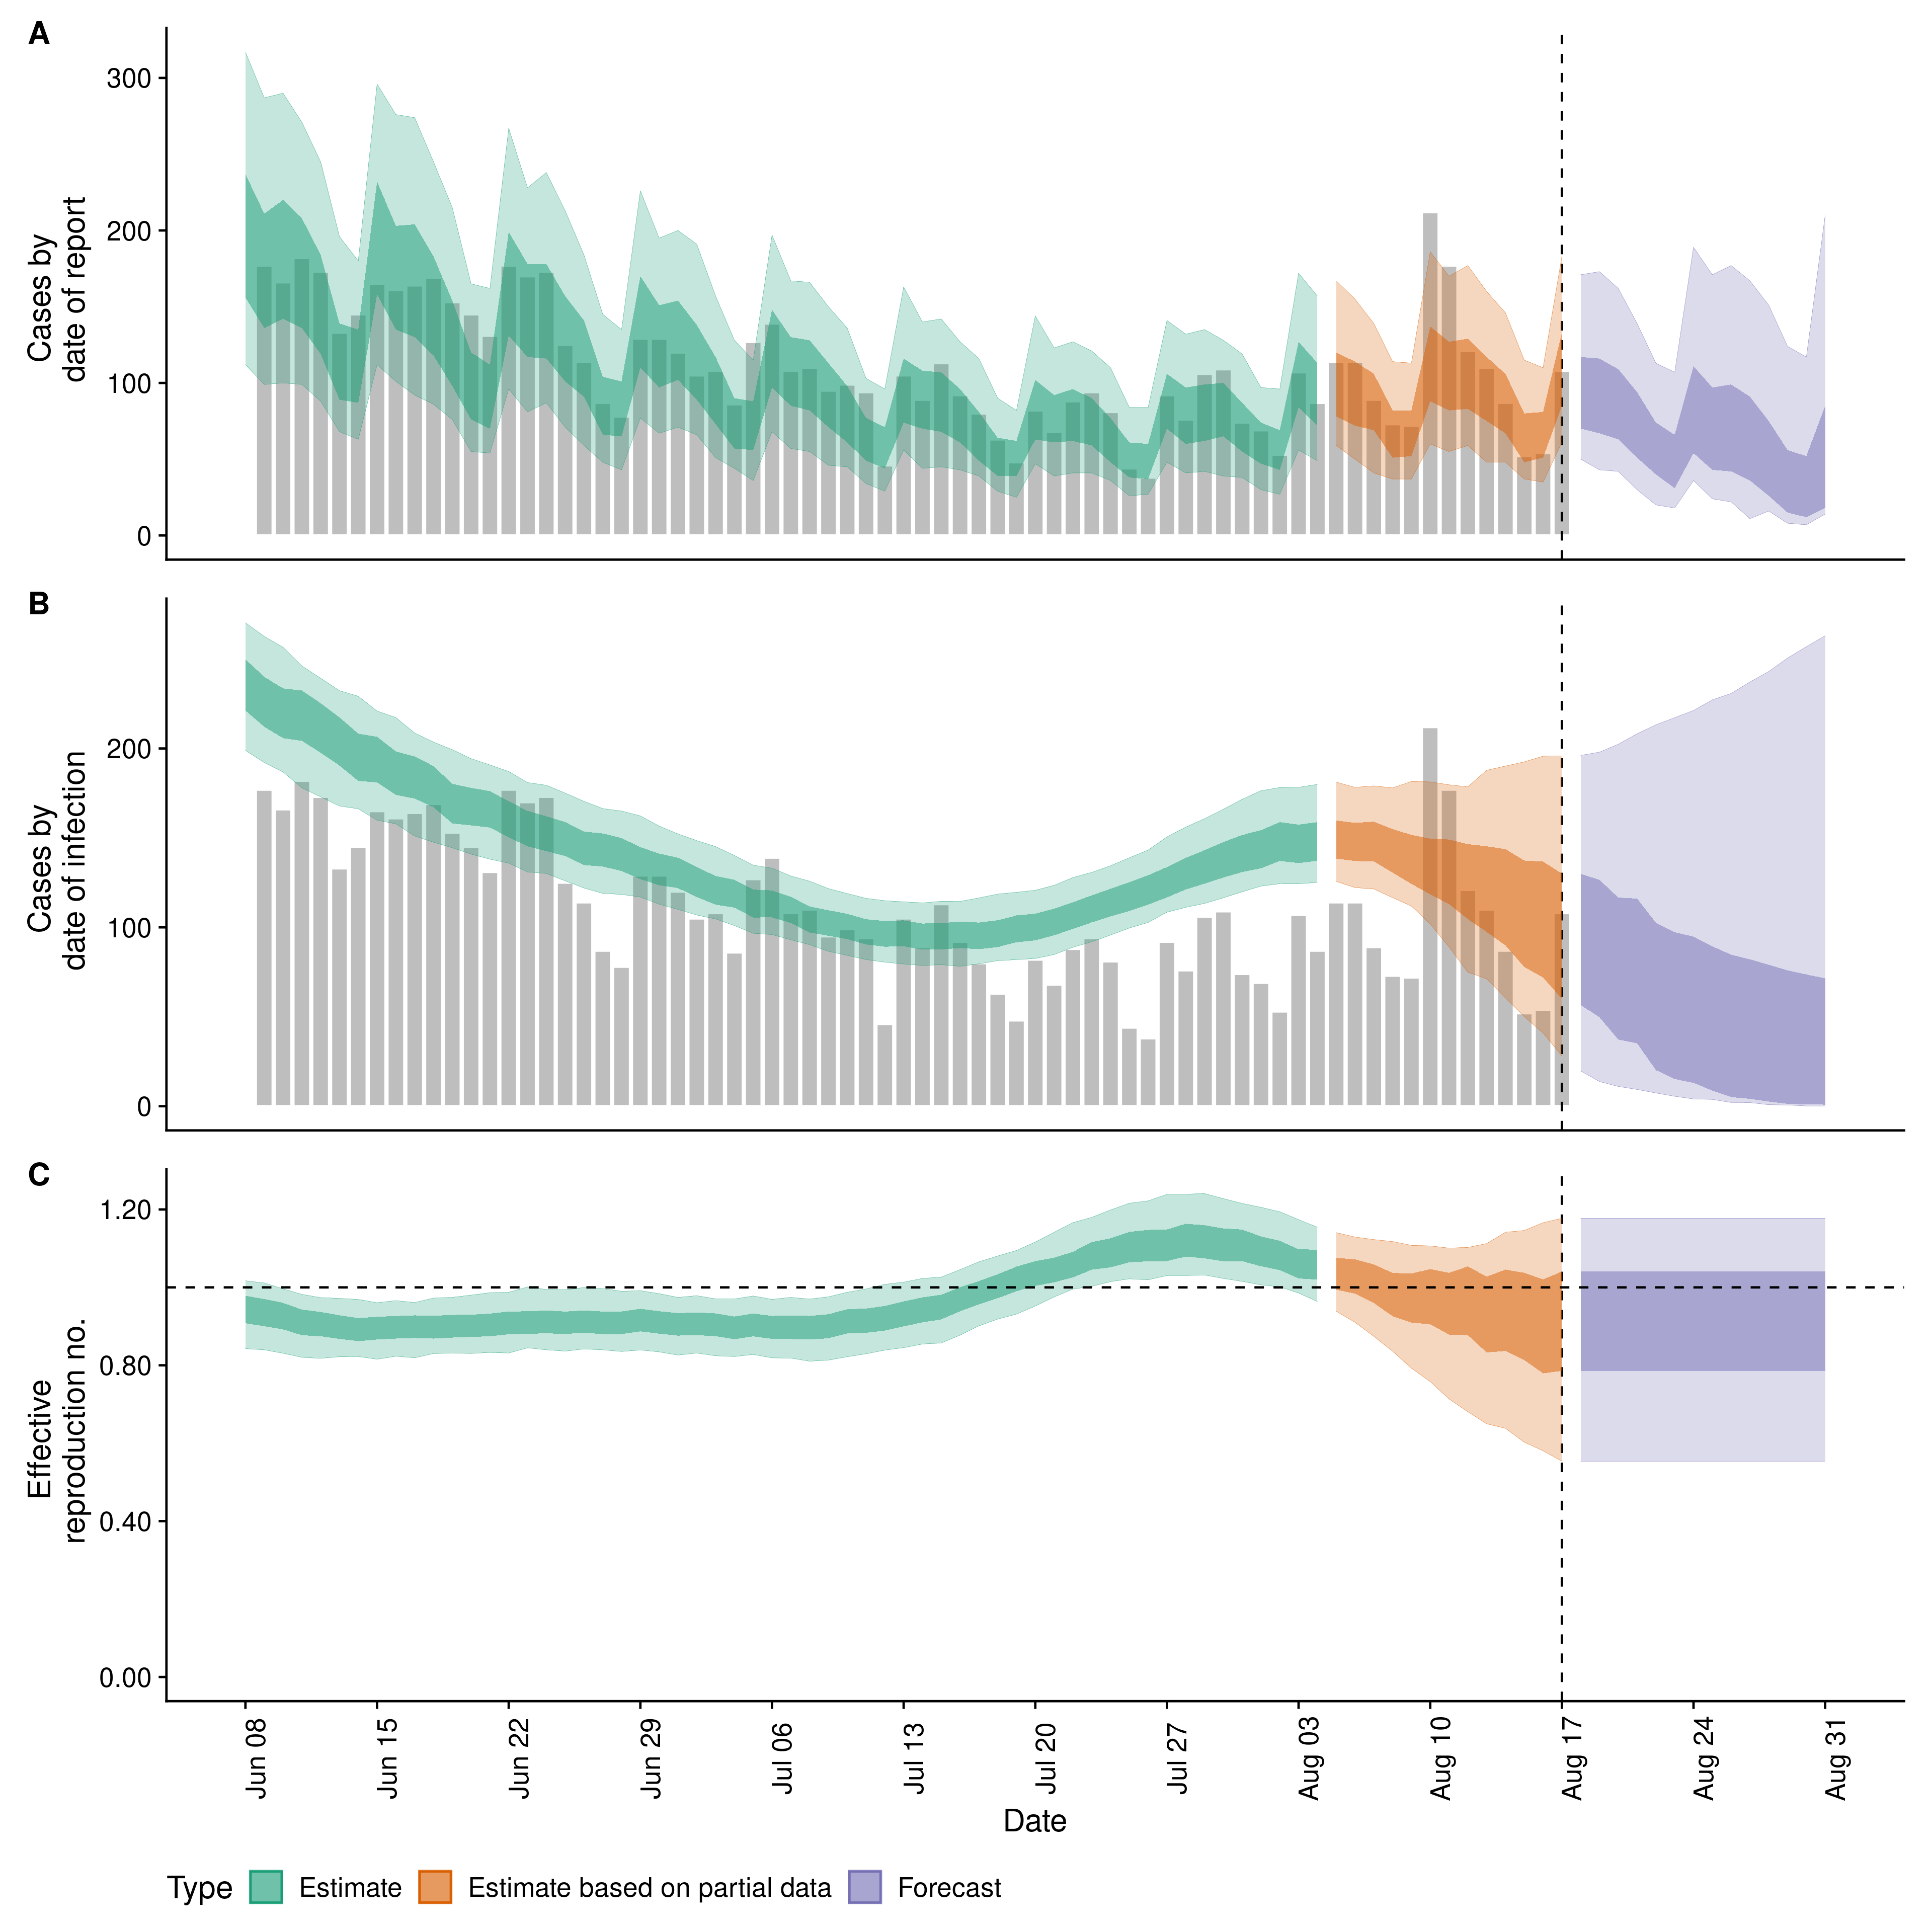 A
300
200
100
0
Cases by
date of report
B
200
100
0
Cases by
date of infection
C
1.20
0.80
0.40
0.00
Effective
reproduction no.
Jun 08
Jun 15
Jun 22
Jun 29
Jul 06
Jul 13
Jul 20
Jul 27
Aug 03
Aug 10
Aug 17
Aug 24
Aug 31
Date
Type Estimate Estimate based on partial data Forecast